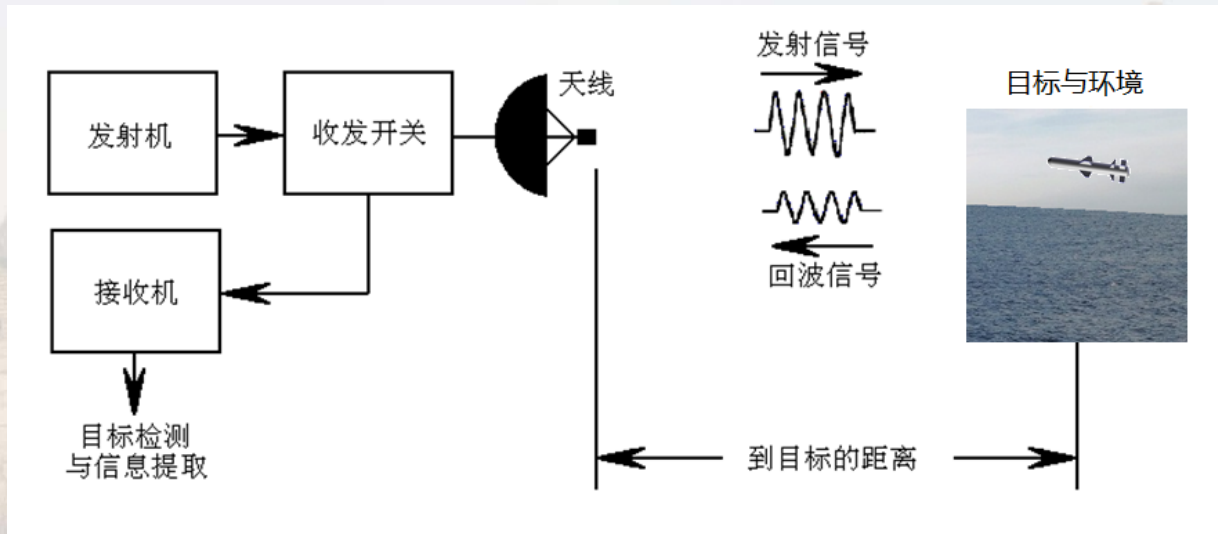 发射信号
目标与环境
天线
发射机
收发开关
接收机
回波信号
目标检测
与信息提取
到目标的距离